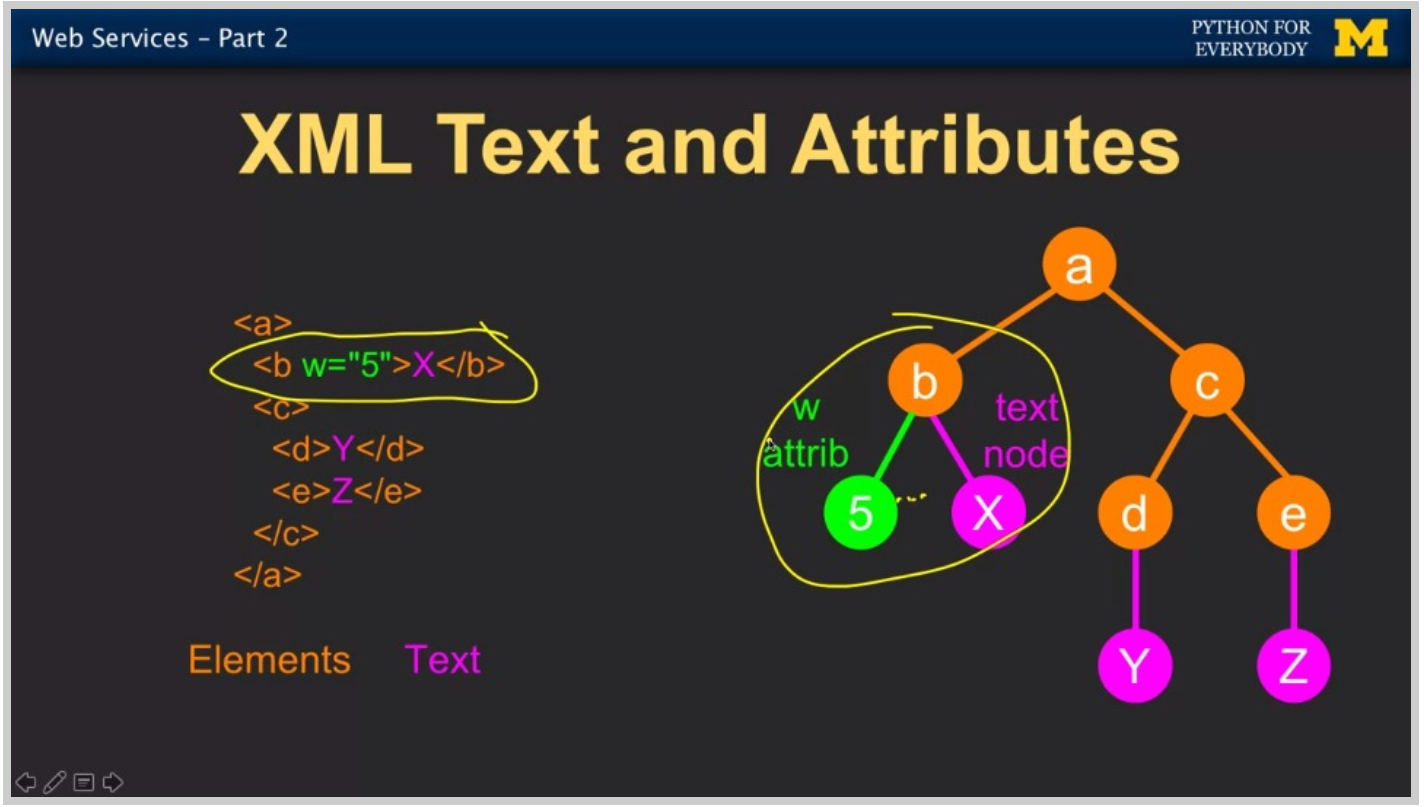 Web Services – Part 2
PYTHON FOR
EVERYBODY
M
XML Text and Attributes
<a>
<b w="5">X</b>
<c>
<d>Y</d>
<e>Z</e>
</c>
</a>
Elements Text
a
b c
w
attrib
text
node
5 X d e
Y Z